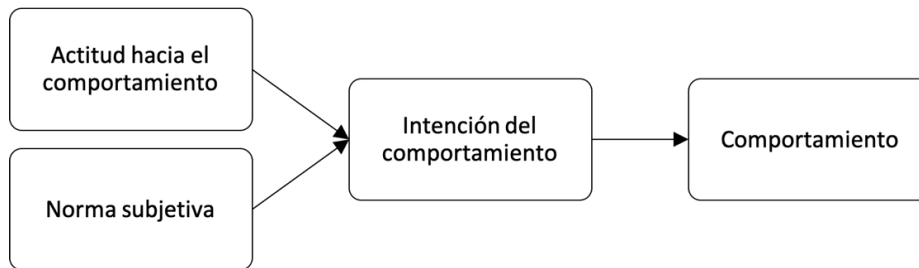 Actitud hacia el
comportamiento
Norma subjetiva
Intención del
comportamiento
Comportamiento